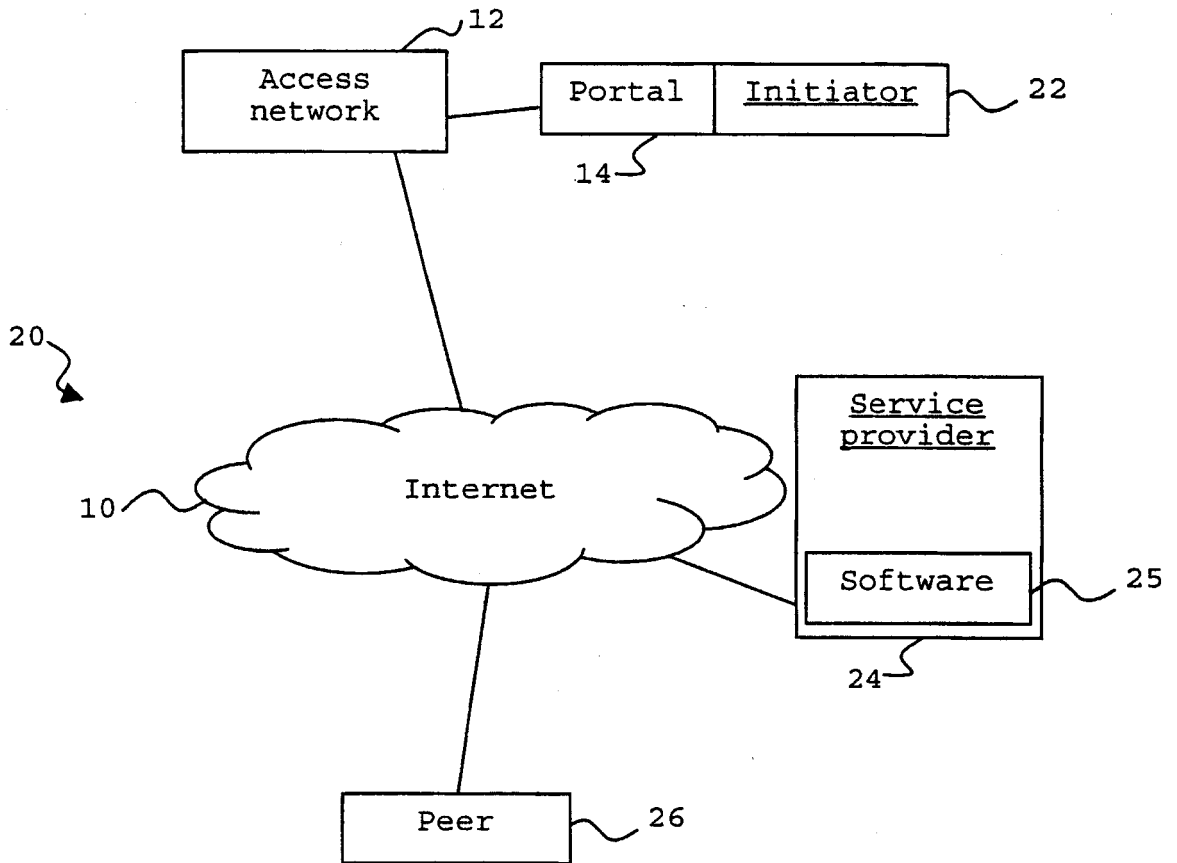 12
Access
network
Portal
Initiator
22
14
20
Service
provider
Internet
10
Software
25
24
Peer
26